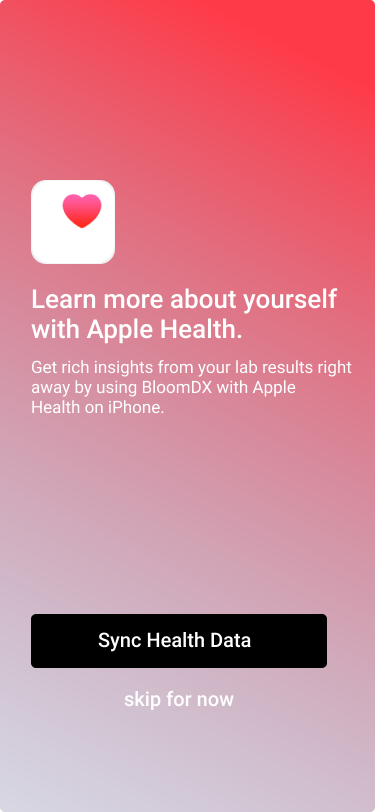 Learn more about yourself
with Apple Health.
Get rich insights from your lab results right
away by using BloomDX with Apple
Health on iPhone.
Sync Health Data
skip for now